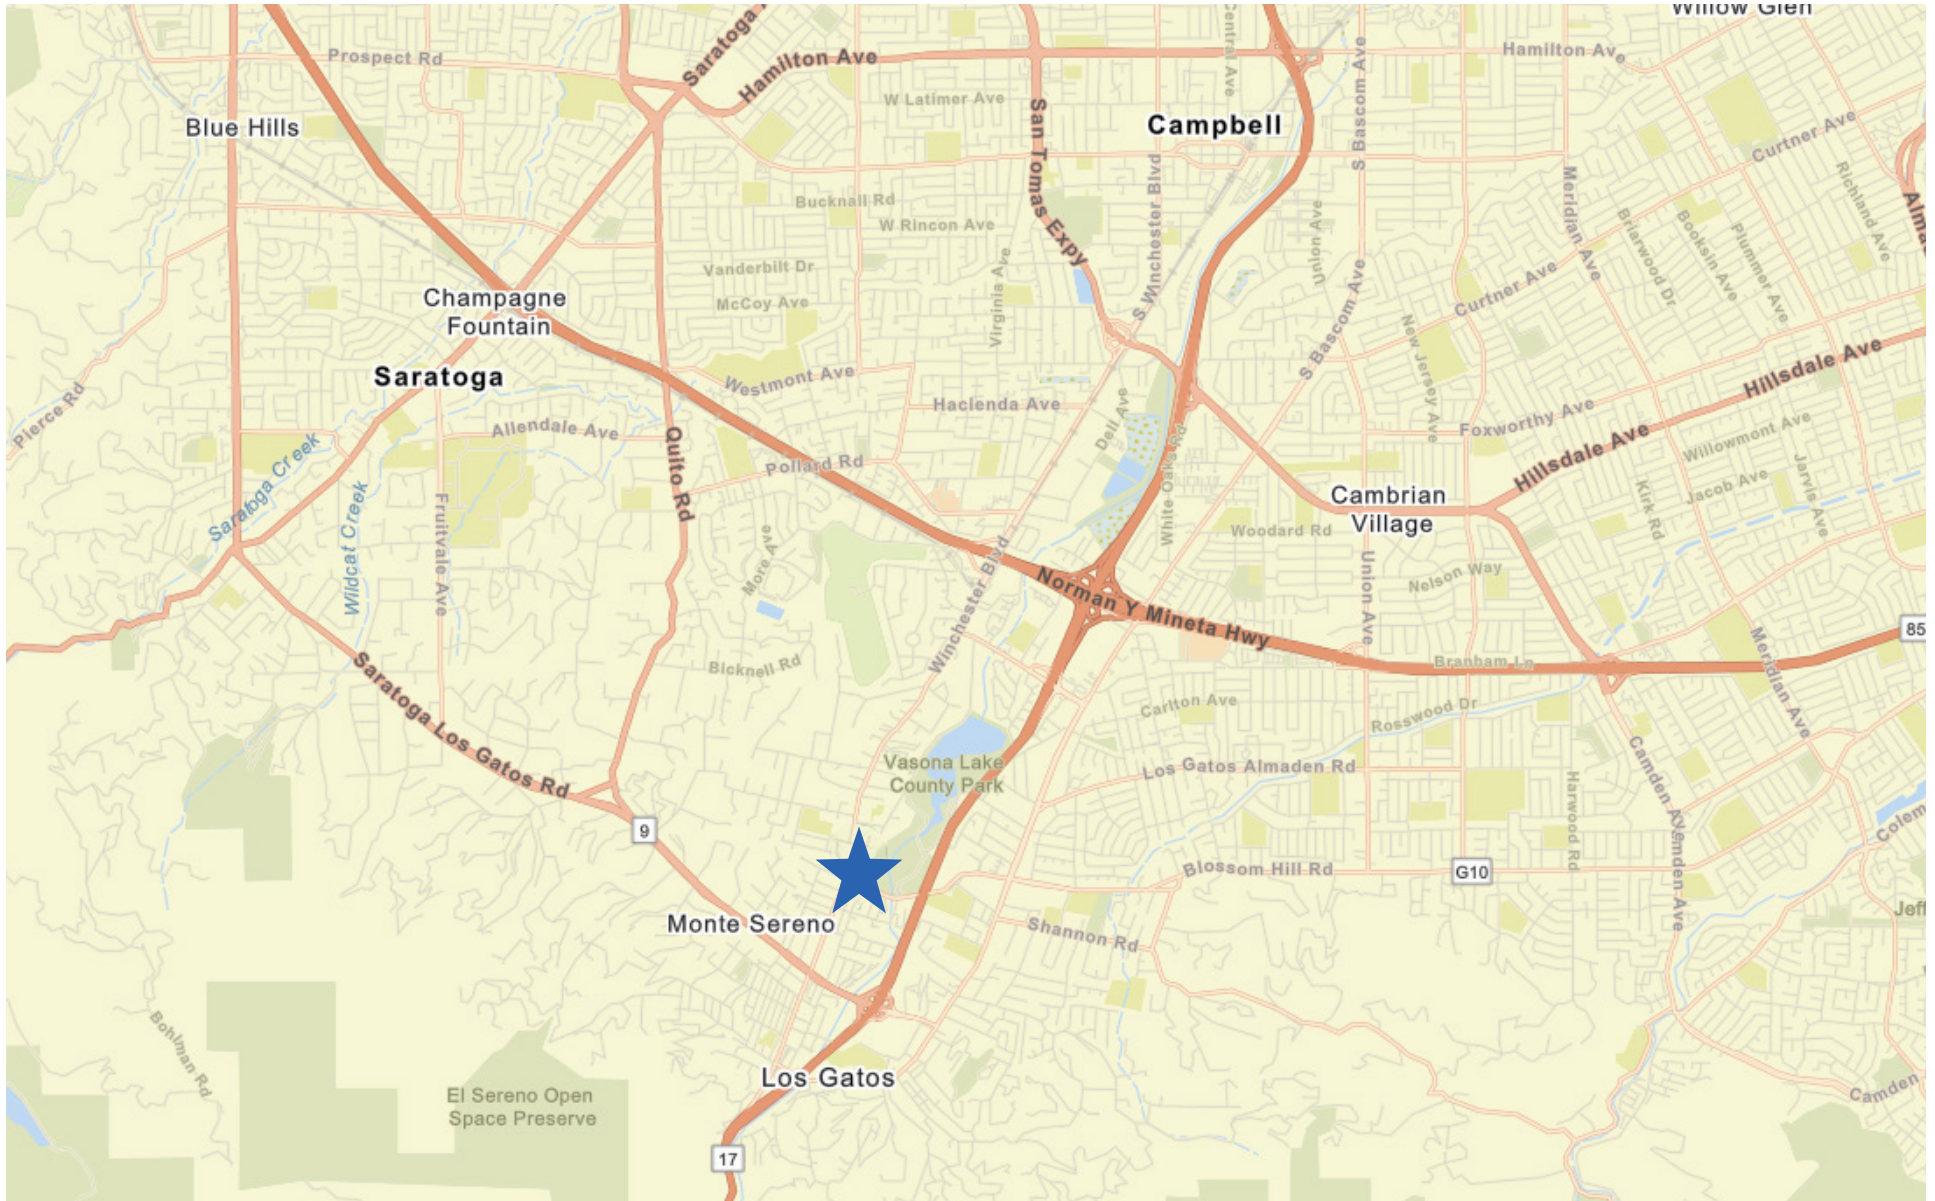 Willow Glen
Prospect Rd
Saratoga
Hamilton Ave
Hamilton Ave
Central Ave
S Bascom Ave
W Latimer Ave
Blue Hills
San Tomas Expy
Campbell
Curtner Ave
S Winchester Blvd
Meridian Ave
Richland Ave
Bucknall Rd
W Rincon Ave
Union Ave
Briarwood Dr
Booksin Ave
Plummer Ave
Vanderbilt Dr
McCoy Ave
Virginia Ave
Curtner Ave
Champagne
Fountain
S Bascom Ave
New Jersey Ave
Saratoga
Westmont Ave
Hillsdale Ave
Pierce Rd
Hacienda Ave
Dell Ave
Foxworthy Ave
Allendale Ave
Willowmont Ave
Hillsdale Ave
Quito Rd
Pollard Rd
White Oaks Rd
Saratoga Creek
Wildcat Creek
Fruitvale Ave
Cambrian
Village
Kirk Rd
Jacob Ave
Jarvis Ave
Woodard Rd
More Ave
Winchester Blvd
Union Ave
Nelson Way
Norman Y Mineta Hwy
85
Branham Ln
Meridian Ave
Bicknell Rd
Saratoga Los Gatos Rd
Carlton Ave
Rosswood Dr
Vasona Lake
County Park
Los Gatos Almaden Rd
Camden Ave
Harwood Rd
9
Blossom Hill Rd
G10
Almden Ave
Monte Sereno
Shannon Rd
Bohlman Rd
Los Gatos
El Sereno Open
Space Preserve
Camden
17